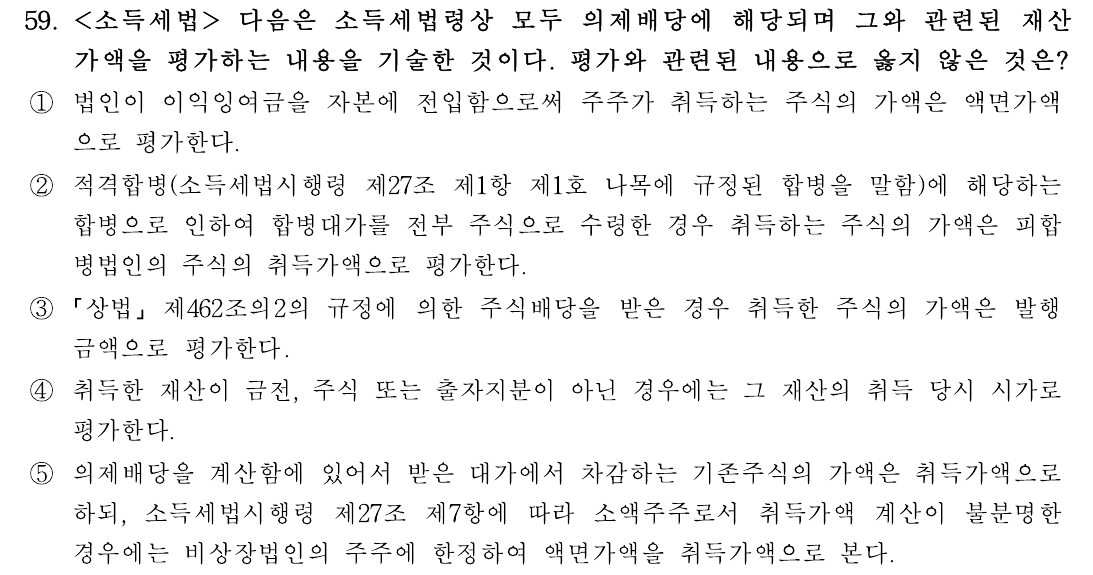 59. <소득세법> 다음은 소득세법령상 모두 의제배당에 해당되며 그와 관련된 재산
가액을 평가하는 내용을 기술한 것이다. 평가와 관련된 내용으로 옳지 않은 것은?
① 법인이 이익잉여금을 자본에 전입함으로써 주주가 취득하는 주식의 가액은 액면가액
으로 평가한다.
② 적격합병(소득세법시행령 제27조 제1항 제1호 나목에 규정된 합병을 말함)에 해당하는
합병으로 인하여 합병대가를 전부 주식으로 수령한 경우 취득하는 주식의 가액은 피합
병법인의 주식의 취득가액으로 평가한다.
③ 「상법」 제462조의2의 규정에 의한 주식배당을 받은 경우 취득한 주식의 가액은 발행
금액으로 평가한다.
④ 취득한 재산이 금전, 주식 또는 출자지분이 아닌 경우에는 그 재산의 취득 당시 시가로
평가한다.
⑤ 의제배당을 계산함에 있어서 받은 대가에서 차감하는 기존주식의 가액은 취득가액으로
하되, 소득세법시행령 제27조 제7항에 따라 소액주주로서 취득가액 계산이 불분명한
경우에는 비상장법인의 주주에 한정하여 액면가액을 취득가액으로 본다.